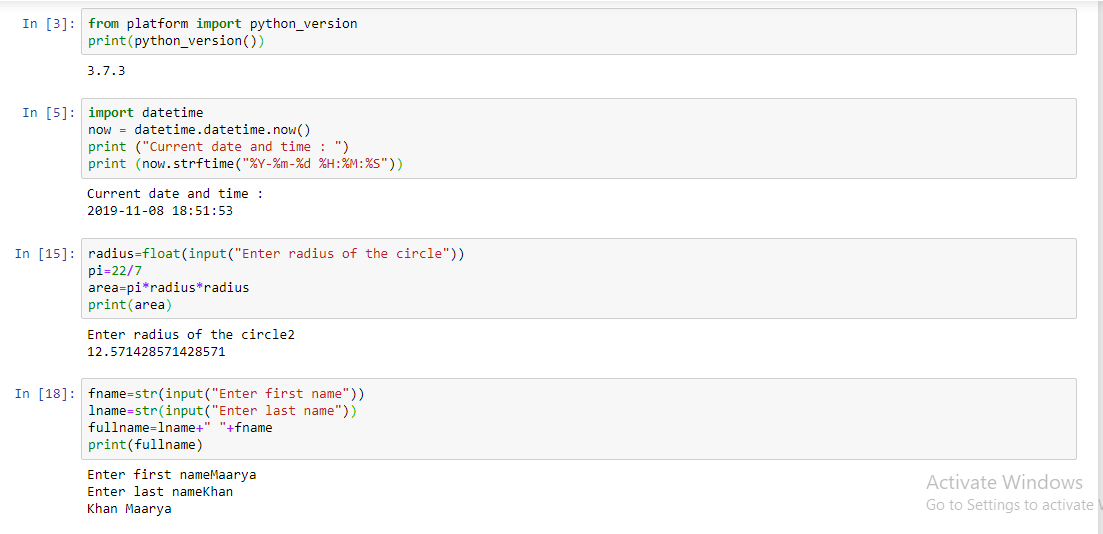 In [3]: from platform import python_version
print(python_version())
3.7.3
In [5]: import datetime
now = datetime.datetime.now()
print ("Current date and time : ")
print (now.strftime("%Y-%m-%d %H:%M:%S"))
Current date and time :
2019-11-08 18:51:53
In [15]: radius=float(input("Enter radius of the circle"))
pi=22/7
area=pi*radius*radius
print(area)
Enter radius of the circle2
12.571428571428571
In [18]: fname=str(input("Enter first name"))
lname=str(input("Enter last name"))
fullname=lname+" "+fname
print(fullname)
Enter first nameMaarya
Enter last nameKhan
Khan Maarya
Activate Windows
Go to Settings to activate